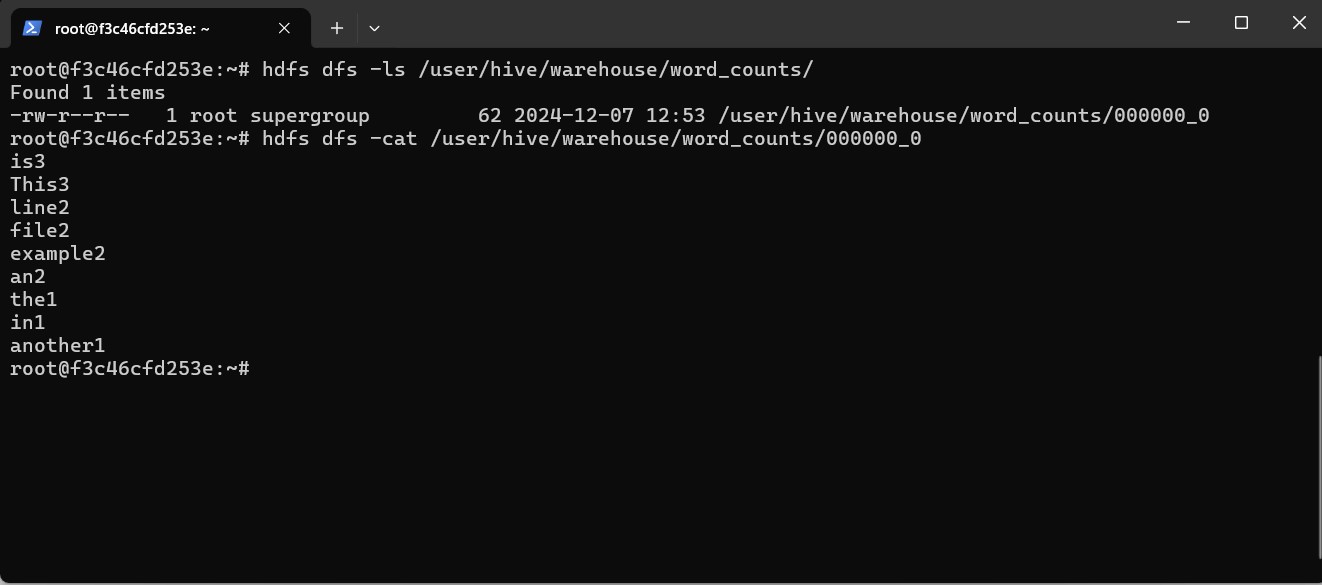 root@f3c46cfd253e: ~
root@f3c46cfd253e:~# hdfs dfs -ls /user/hive/warehouse/word_counts/
Found 1 items
-rw-r--r--   1 root supergroup         62 2024-12-07 12:53 /user/hive/warehouse/word_counts/000000_0
root@f3c46cfd253e:~# hdfs dfs -cat /user/hive/warehouse/word_counts/000000_0
is3
This3
line2
file2
example2
an2
the1
in1
another1
root@f3c46cfd253e:~#